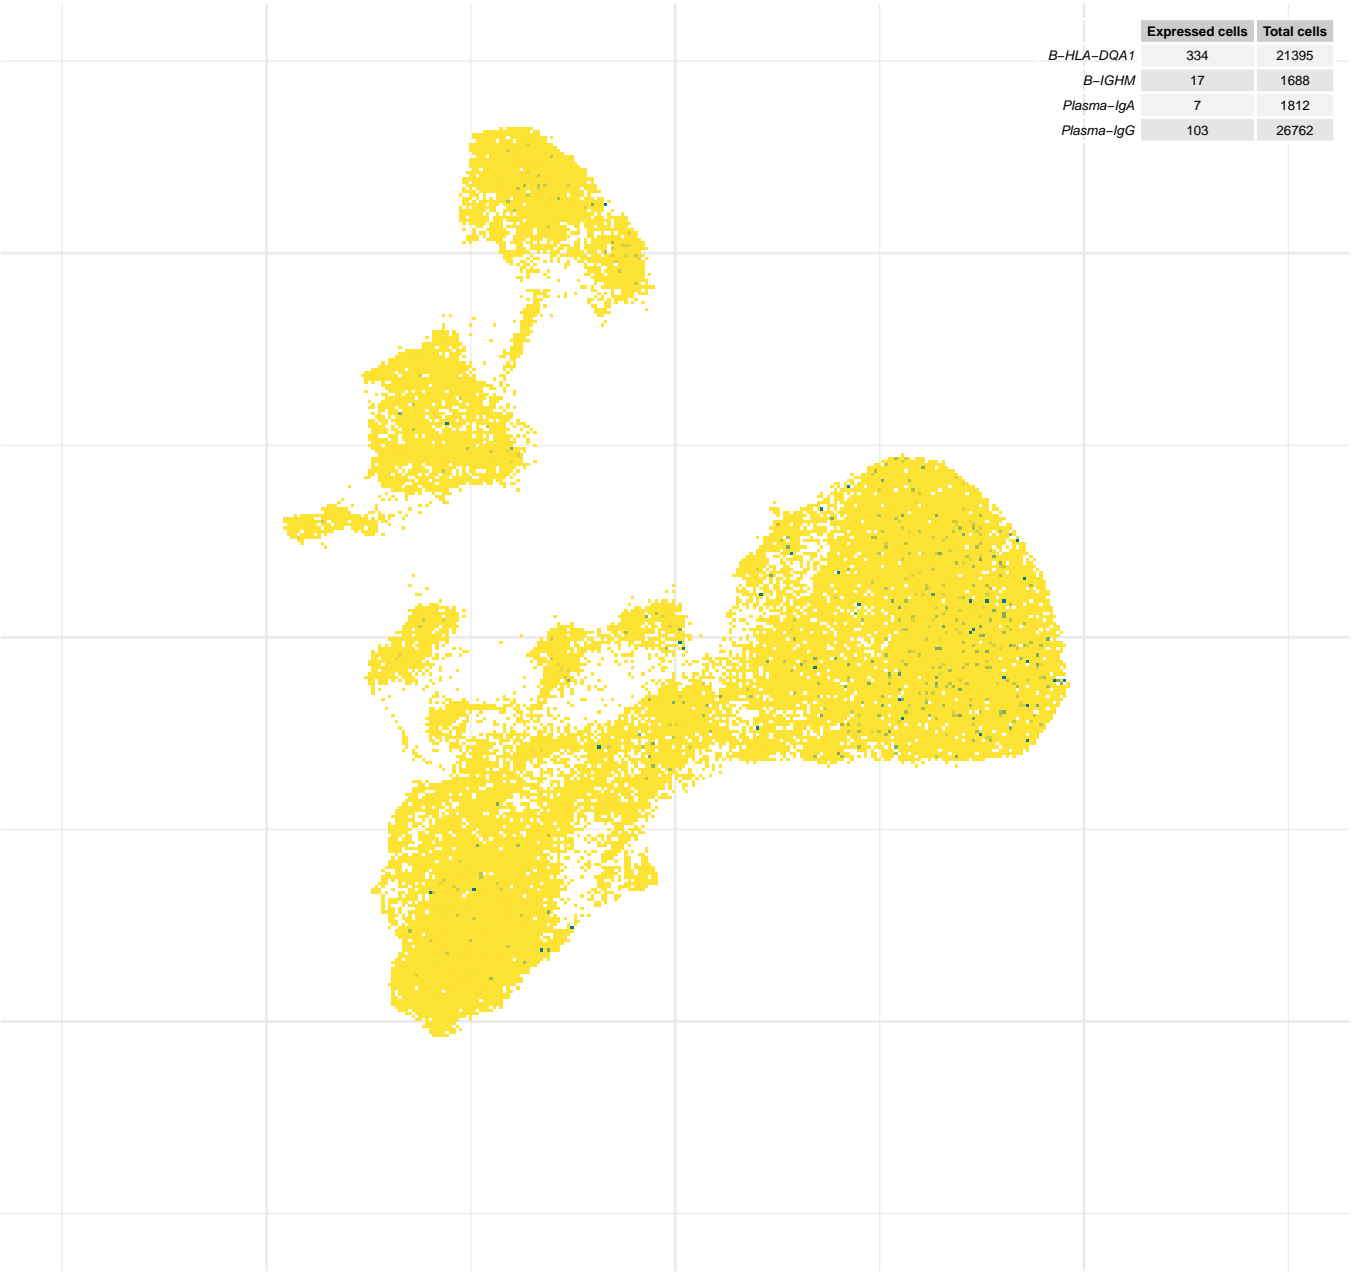 Expressed cells Total cells
B−HLA−DQA1 334 21395
B−IGHM 17 1688
Plasma−IgA 7 1812
Plasma−IgG 103 26762